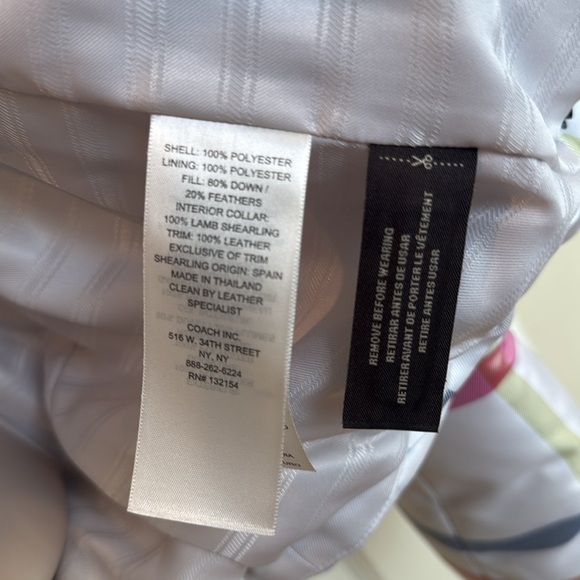 SHELL: 100% POLYESTER
LINING: 100% POLYESTER
FILL: 80% DOWN /
20% FEATHERS
INTERIOR COLLAR:
100% LAMB SHEARLING
TRIM: 100% LEATHER
EXCLUSIVE OF TRIM
SHEARLING ORIGIN: SPAIN
MADE IN THAILAND
CLEAN BY LEATHER
SPECIALIST
COACH INC.
516 W. 34TH STREET
NY, NY
888-262-6224
RN# 132154
REMOVE BEFORE WEARING
RETIRAR ANTES DE USAR
RETIRER AVANT DE PORTER LE VÊTEMENT
RETIRE ANTES USAR